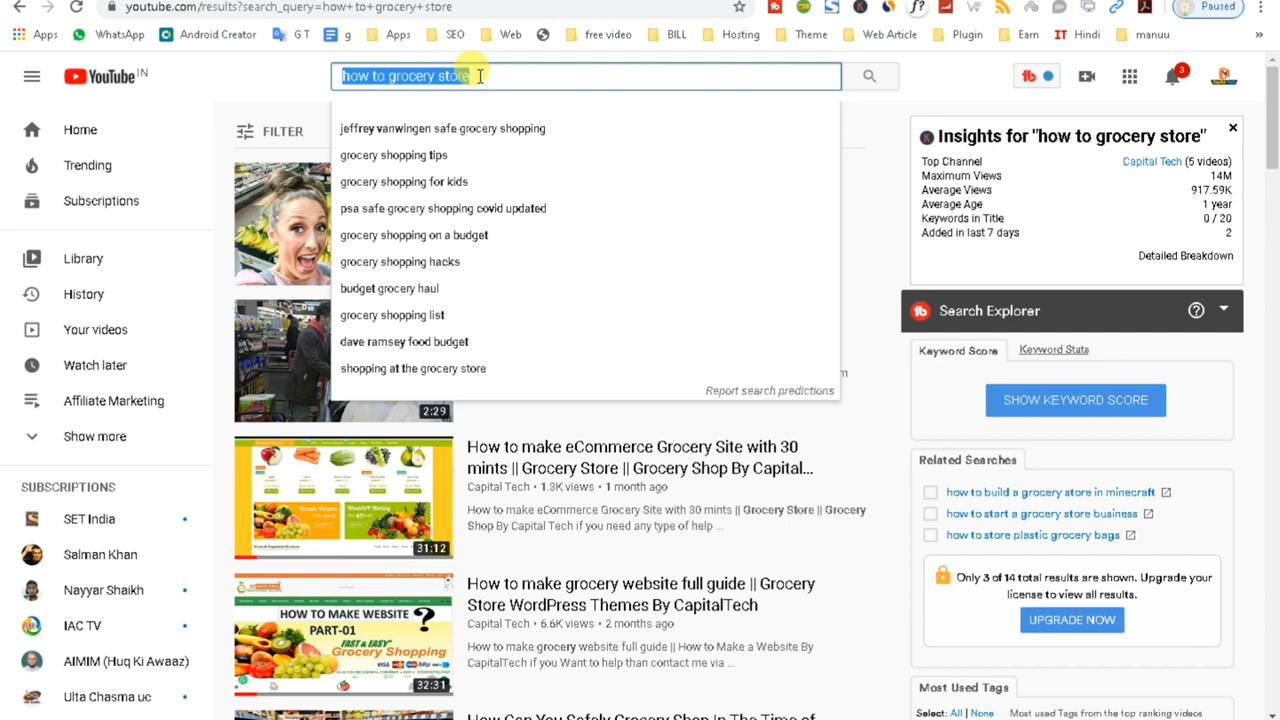 youtube.com/results?search_query=how+to+grocery+store
Paused
Apps WhatsApp Android Creator G T g Apps SEO Web free video BILL Hosting Theme Web Article Plugin Earn IT Hindi manuu »
YouTube IN
how to grocery store
3
Home
Trending
Subscriptions
Library
History
Your videos
Watch later
Affiliate Marketing
Show more
SUBSCRIPTIONS
SET India
Salman Khan
Nayyar Shaikh
IAC TV
AIMIM (Huq Ki Awaaz)
Ulta Chasma uc
FILTER
jeffrey vanwingen safe grocery shopping
grocery shopping tips
grocery shopping for kids
psa safe grocery shopping covid updated
grocery shopping on a budget
grocery shopping hacks
budget grocery haul
grocery shopping list
dave ramsey food budget
shopping at the grocery store
Report search predictions
2:29
31:12
How to make eCommerce Grocery Site with 30
mints || Grocery Store || Grocery Shop By Capital...
Capital Tech • 1.3K views • 1 month ago
How to make eCommerce Grocery Site with 30 mints || Grocery Store || Grocery
Shop By Capital Tech if you need any type of help ...
HOW TO MAKE WEBSITE ?
PART-01
FAST & EASY
Grocery Shopping
VISA
32:31
How to make grocery website fullguide || Grocery
Store WordPress Themes By CapitalTech
Capital Tech • 6.6K views • 2 months ago
How to make grocery website full guide || How to Make a Website By
CapitalTech if you Want to help than contact me via ...
How Can You Safely Grocery Shop In The Time of
Insights for "how to grocery store"
Top Channel Capital Tech (5 videos)
Maximum Views 14M
Average Views 917.59K
Average Age 1 year
Keywords in Title 0 / 20
Added in last 7 days 2
Detailed Breakdown
Search Explorer
Keyword Score Keyword Stats
SHOW KEYWORD SCORE
Related Searches
how to build a grocery store in minecraft
how to start a grocery store business
how to store plastic grocery bags
Only 3 of 14 total results are shown. Upgrade your
license to view all results.
UPGRADE NOW
Most Used Tags
Select: All | None Most used Tags from the top ranking videos